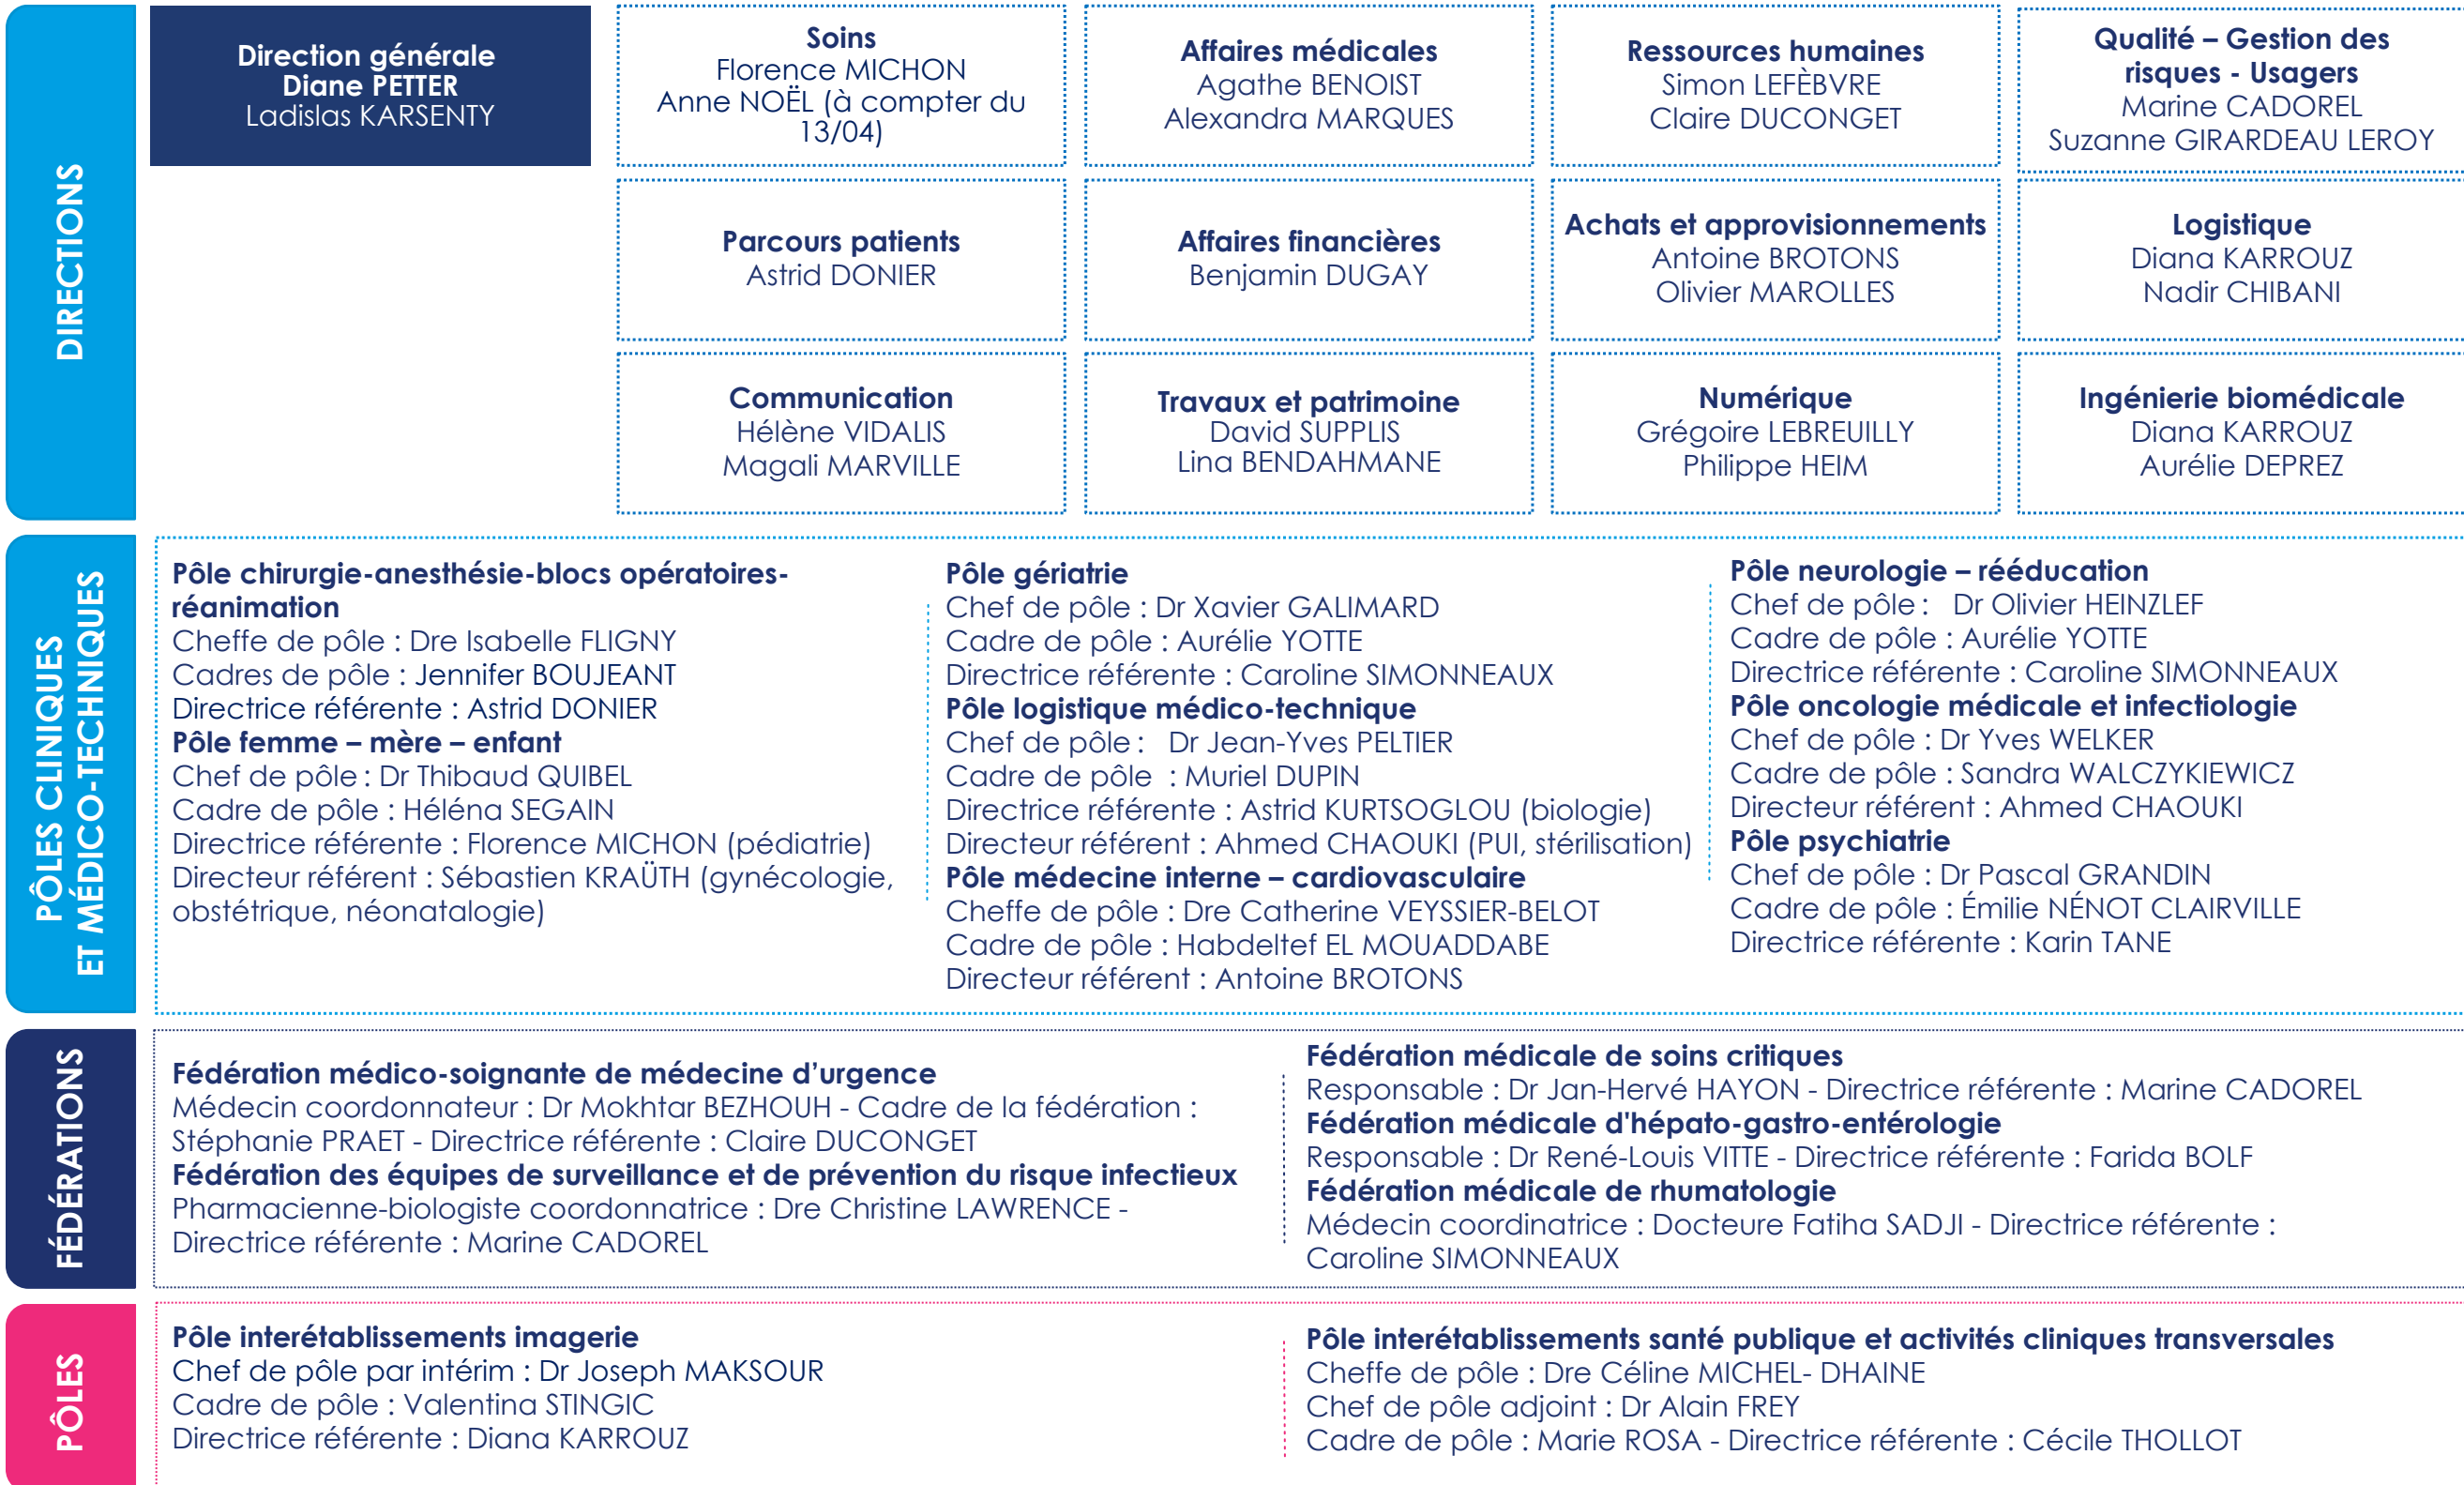 DIRECTIONS
Direction générale
Diane PETTER
Ladislas KARSENTY
Soins
Florence MICHON
Anne NOËL (à compter du
13/04)
Affaires médicales
Agathe BENOIST
Alexandra MARQUES
Ressources humaines
Simon LEFÈBVRE
Claire DUCONGET
Qualité – Gestion des
risques - Usagers
Marine CADOREL
Suzanne GIRARDEAU LEROY
Parcours patients
Astrid DONIER
Affaires financières
Benjamin DUGAY
Achats et approvisionnements
Antoine BROTONS
Olivier MAROLLES
Logistique
Diana KARROUZ
Nadir CHIBANI
Communication
Hélène VIDALIS
Magali MARVILLE
Travaux et patrimoine
David SUPPLIS
Lina BENDAHMANE
Numérique
Grégoire LEBREUILLY
Philippe HEIM
Ingénierie biomédicale
Diana KARROUZ
Aurélie DEPREZ
PÔLES CLINIQUES
ET MÉDICO-TECHNIQUES
Pôle chirurgie-anesthésie-blocs opératoires-
réanimation
Cheffe de pôle : Dre Isabelle FLIGNY
Cadres de pôle : Jennifer BOUJEANT
Directrice référente : Astrid DONIER
Pôle femme – mère – enfant
Chef de pôle : Dr Thibaud QUIBEL
Cadre de pôle : Héléna SEGAIN
Directrice référente : Florence MICHON (pédiatrie)
Directeur référent : Sébastien KRAÜTH (gynécologie,
obstétrique, néonatalogie)
Pôle gériatrie
Chef de pôle : Dr Xavier GALIMARD
Cadre de pôle : Aurélie YOTTE
Directrice référente : Caroline SIMONNEAUX
Pôle logistique médico-technique
Chef de pôle : Dr Jean-Yves PELTIER
Cadre de pôle : Muriel DUPIN
Directrice référente : Astrid KURTSOGLOU (biologie)
Directeur référent : Ahmed CHAOUKI (PUI, stérilisation)
Pôle médecine interne – cardiovasculaire
Cheffe de pôle : Dre Catherine VEYSSIER-BELOT
Cadre de pôle : Habdeltef EL MOUADDABE
Directeur référent : Antoine BROTONS
Pôle neurologie – rééducation
Chef de pôle : Dr Olivier HEINZLEF
Cadre de pôle : Aurélie YOTTE
Directrice référente : Caroline SIMONNEAUX
Pôle oncologie médicale et infectiologie
Chef de pôle : Dr Yves WELKER
Cadre de pôle : Sandra WALCZYKIEWICZ
Directeur référent : Ahmed CHAOUKI
Pôle psychiatrie
Chef de pôle : Dr Pascal GRANDIN
Cadre de pôle : Émilie NÉNOT CLAIRVILLE
Directrice référente : Karin TANE
FÉDÉRATIONS
Fédération médico-soignante de médecine d’urgence
Médecin coordonnateur : Dr Mokhtar BEZHOUH - Cadre de la fédération :
Stéphanie PRAET - Directrice référente : Claire DUCONGET
Fédération des équipes de surveillance et de prévention du risque infectieux
Pharmacienne-biologiste coordonnatrice : Dre Christine LAWRENCE -
Directrice référente : Marine CADOREL
Fédération médicale de soins critiques
Responsable : Dr Jan-Hervé HAYON - Directrice référente : Marine CADOREL
Fédération médicale d'hépato-gastro-entérologie
Responsable : Dr René-Louis VITTE - Directrice référente : Farida BOLF
Fédération médicale de rhumatologie
Médecin coordinatrice : Docteure Fatiha SADJI - Directrice référente :
Caroline SIMONNEAUX
PÔLES
Pôle interétablissements imagerie
Chef de pôle par intérim : Dr Joseph MAKSOUR
Cadre de pôle : Valentina STINGIC
Directrice référente : Diana KARROUZ
Pôle interétablissements santé publique et activités cliniques transversales
Cheffe de pôle : Dre Céline MICHEL- DHAINE
Chef de pôle adjoint : Dr Alain FREY
Cadre de pôle : Marie ROSA - Directrice référente : Cécile THOLLOT